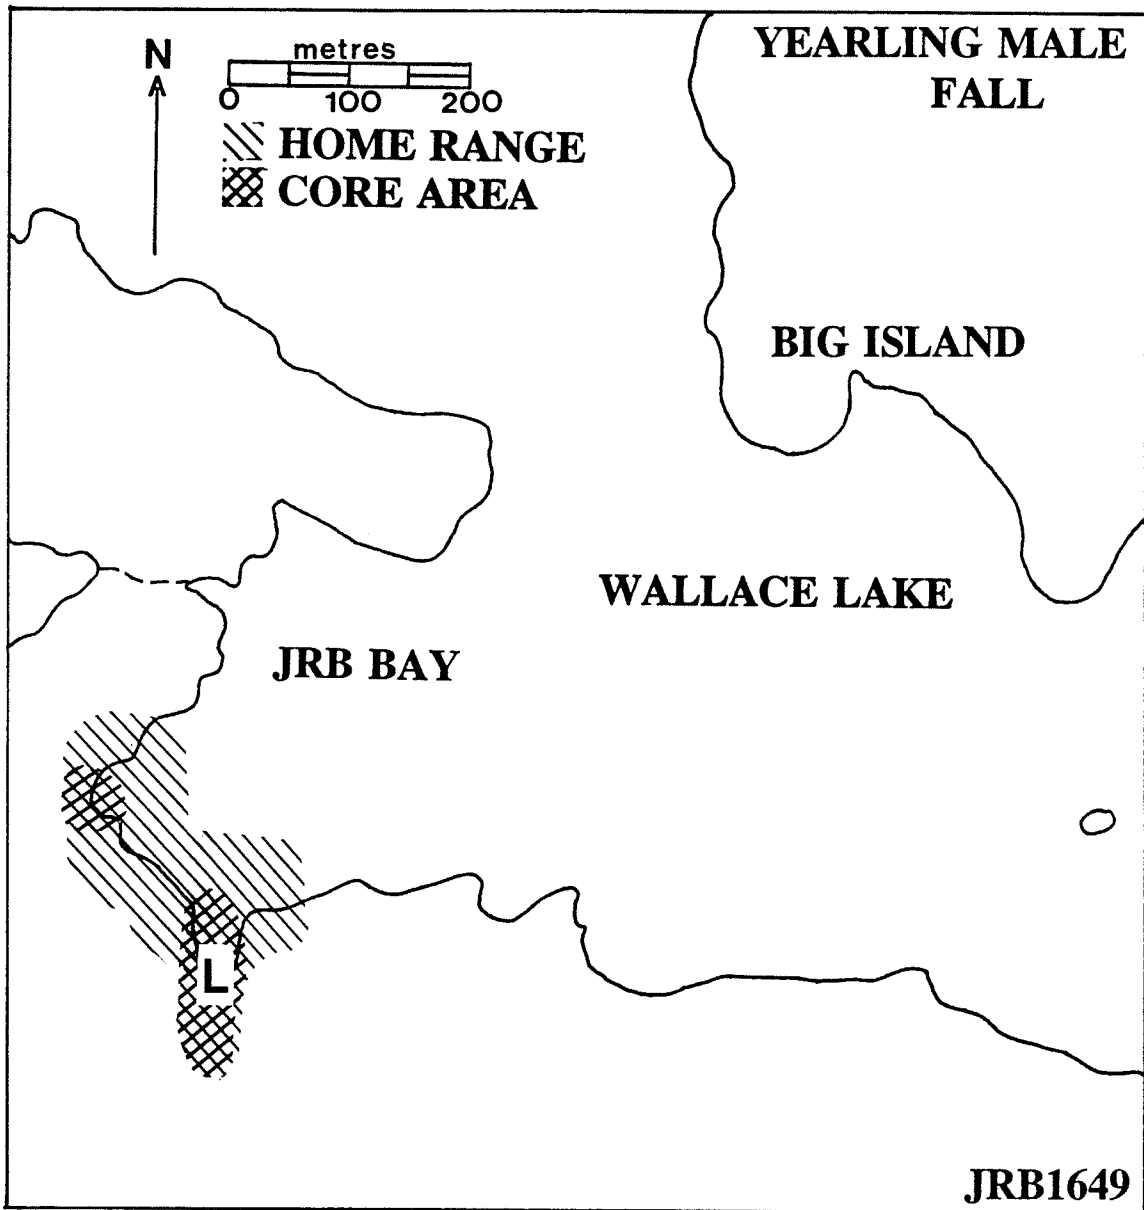 N
metres
0 100 200
HOME RANGE
CORE AREA
YEARLING MALE
FALL
BIG ISLAND
WALLACE LAKE
JRB BAY
L
JRB1649